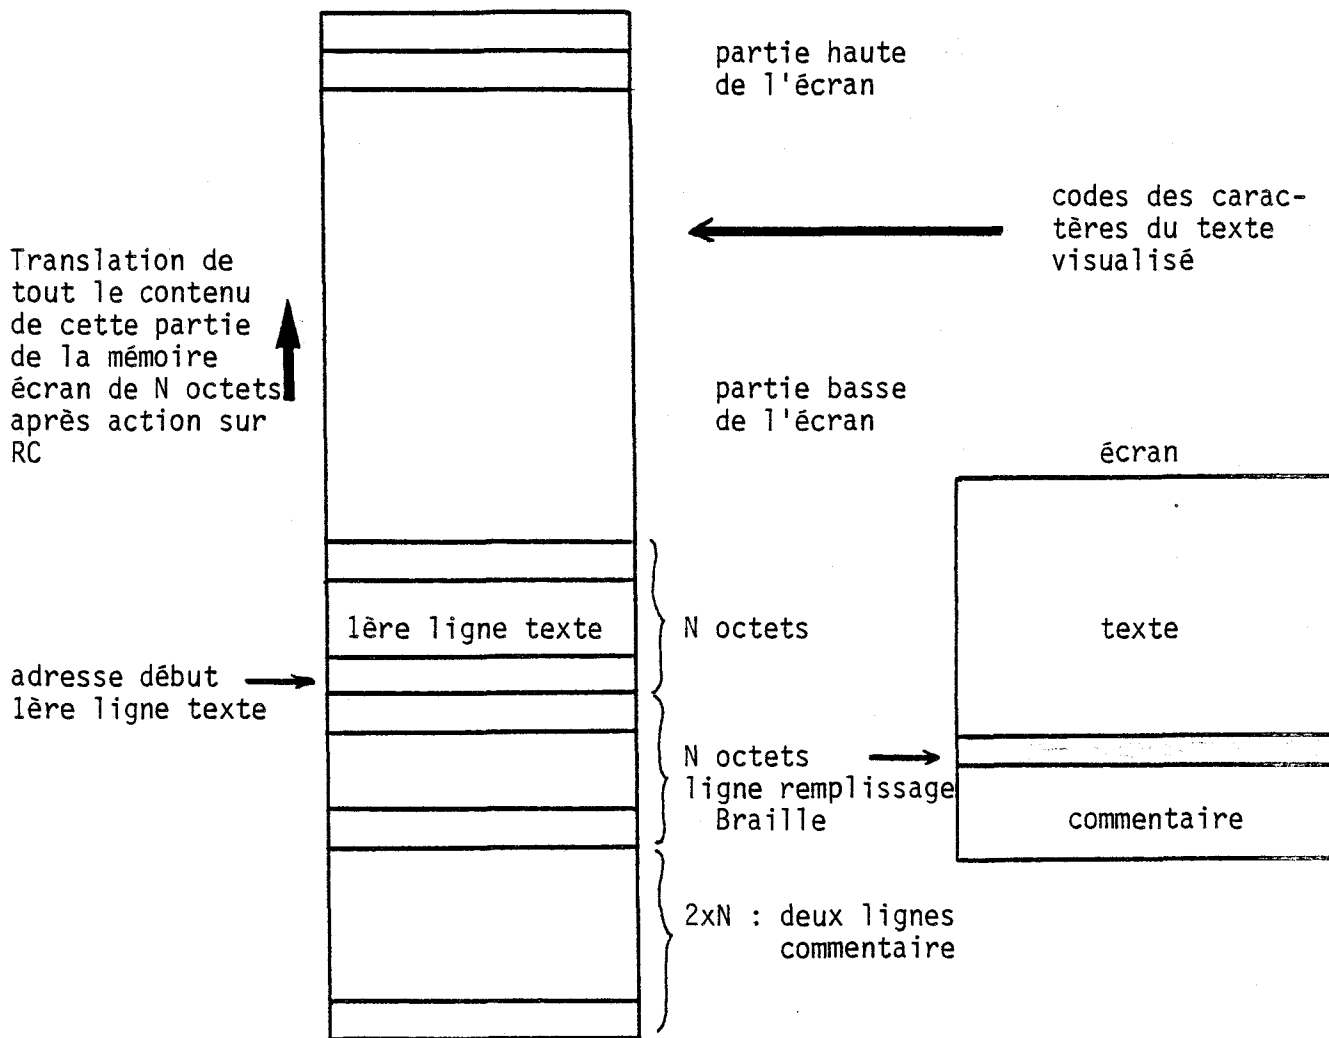 partie haute
de l'écran
codes des carac-
tères du texte
visualisé
Translation de
tout le contenu
de cette partie
de la mémoire
écran de N octets
après action sur
RC
partie basse
de l'écran
écran
1ère ligne texte
N octets
texte
adresse début
1ère ligne texte
N octets
ligne remplissage
Braille
commentaire
2xN : deux lignes
commentaire